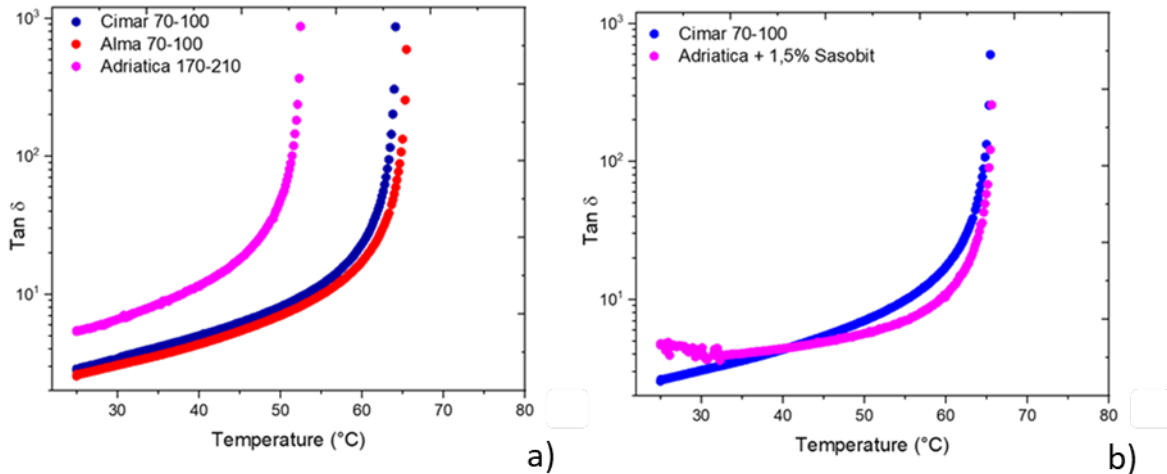 Cimar 70-100
Alma 70-100
Adriatica 170-210
10³
10²
10¹
Tan δ
30 40 50 60 70 80
Temperature (°C)
a)
Cimar 70-100
Adriatica + 1,5% Sasobit
10³
10²
10¹
Tan δ
30 40 50 60 70 80
Temperature (°C)
b)